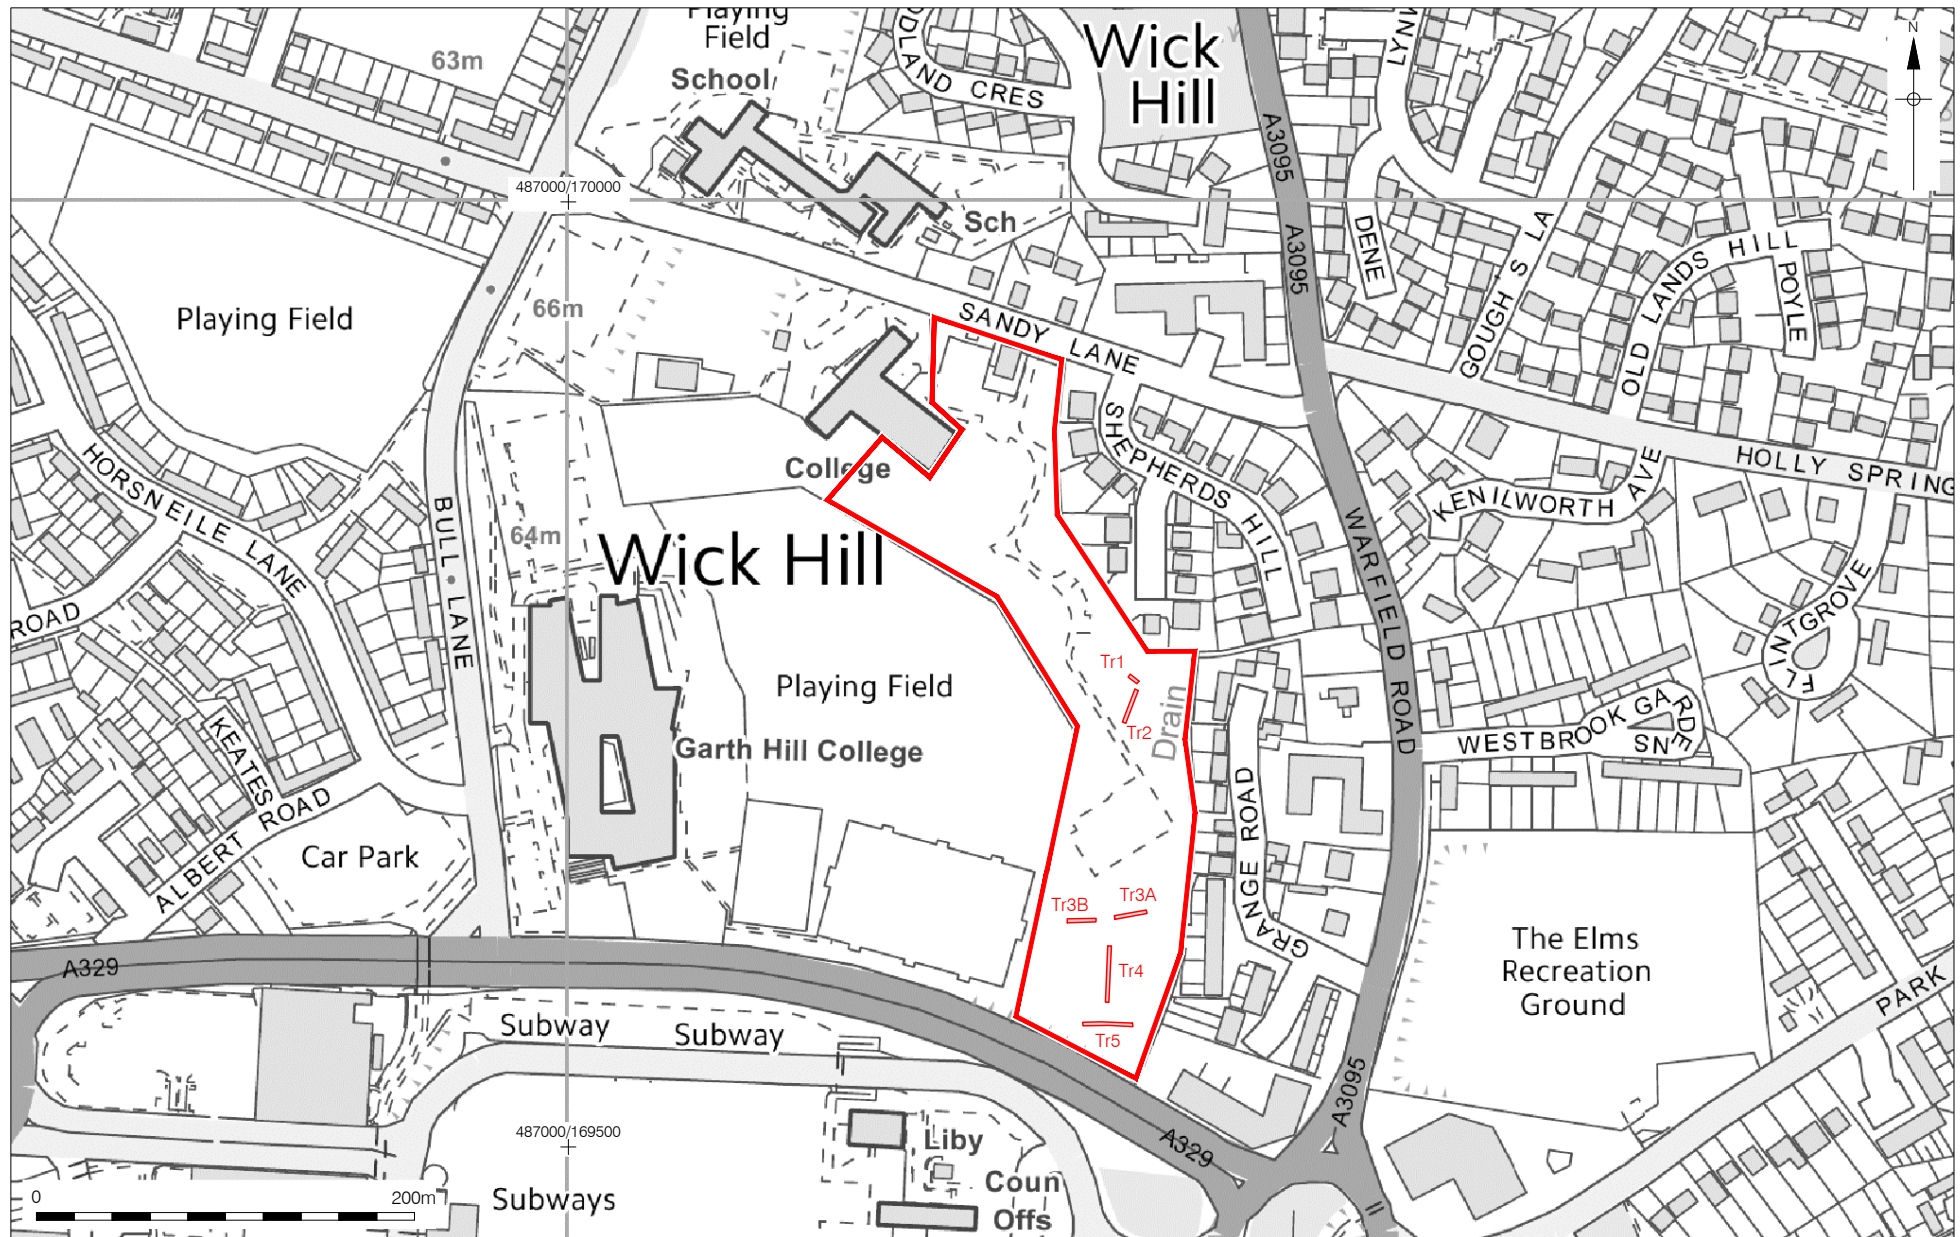 Playing
Field
School
63m
Wick
Hill
DLAND CRES
LYNW
N
A3095
487000/170000
Sch
A3095
DENE
GOUGH'S LA
OLD LANDS HILL
POYLE
Playing Field
66m
SANDY LANE
SHEPHERDS HILL
College
HOLLY SPRING
KENILWORTH AVE
HORSNEILE LANE
BULL LANE
64m
Wick Hill
WARFIELD ROAD
FLINTGROVE
ROAD
Tr1
Tr2
Drain
Playing Field
Garth Hill College
WESTBROOK GARDENS
KEATES
ALBERT ROAD
Car Park
GRANGE ROAD
Tr3B
Tr3A
Tr4
Tr5
The Elms
Recreation
Ground
PARK
A329
Subway
Subway
A3095
A329
487000/169500
Liby
Coun
Offs
Subways
0
200m